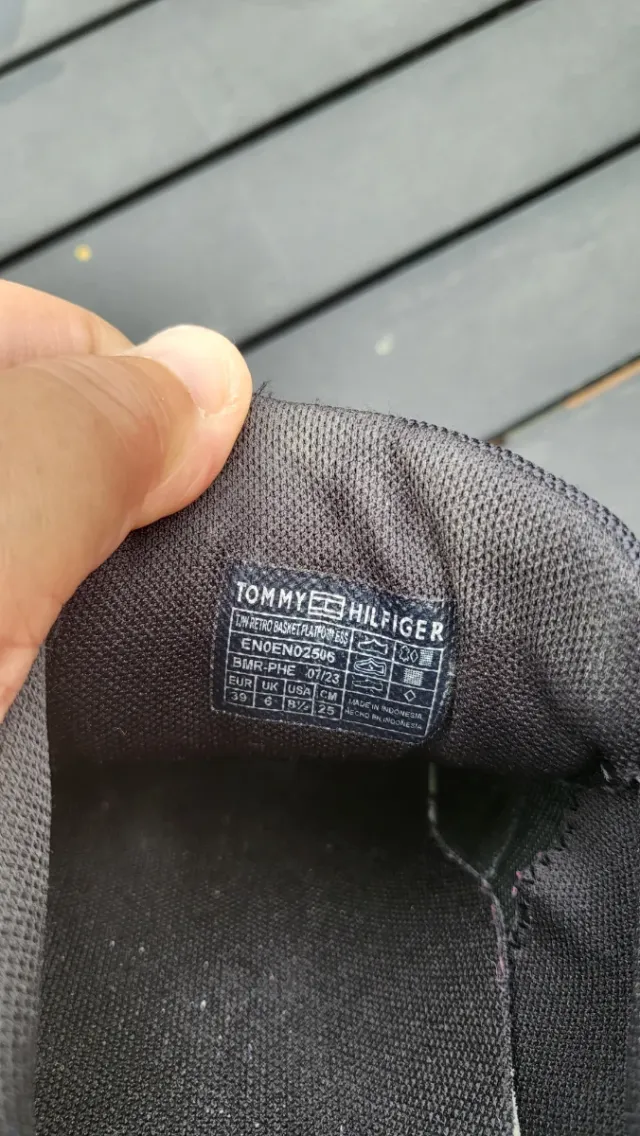 TOMMY HILFIGER
TJW RETRO BASKET PLATFORM ESS
EN0EN02506
BMR-PHE 07/23
EUR UK USA CM
39 6 8½ 25
MADE IN INDONESIA
HECHO EN INDONESIA